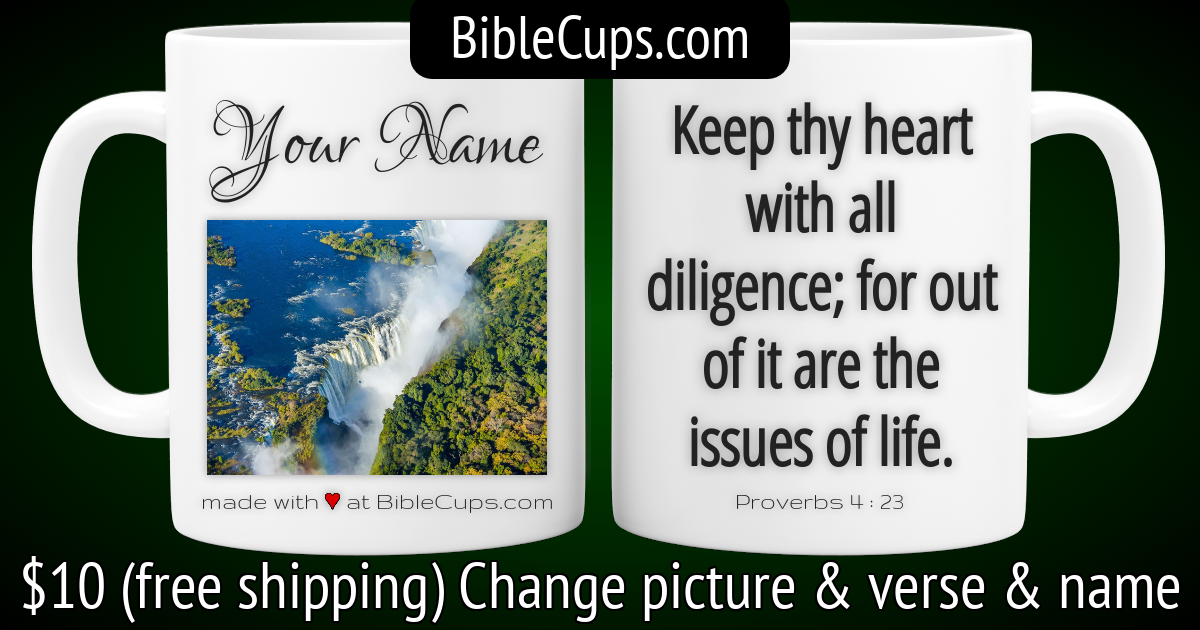 BibleCups.com
Your Name
made with ♥ at BibleCups.com
Keep thy heart
with all
diligence; for out
of it are the
issues of life.
Proverbs 4 : 23
$10 (free shipping) Change picture & verse & name